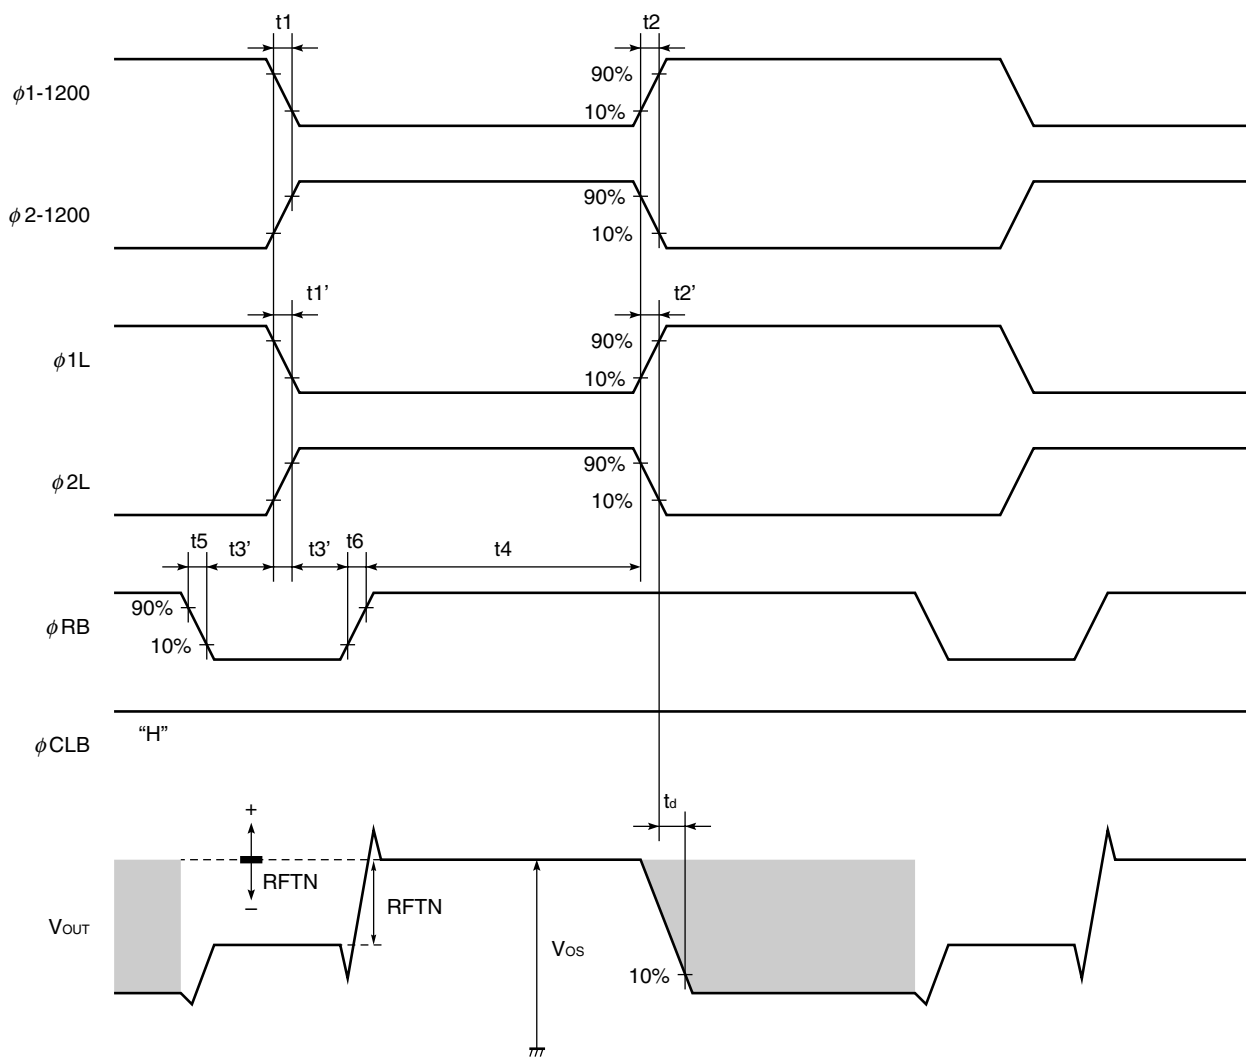 t1 t2
90%
ϕ1-1200
10%
90%
ϕ2-1200
10%
t1’ t2’
90%
ϕ1L
10%
90%
ϕ2L
10%
t5 t3’ t3’ t6 t4
90%
ϕRB
10%
“H”
ϕCLB
td
+
RFTN
–
RFTN
VOUT
VOS
10%